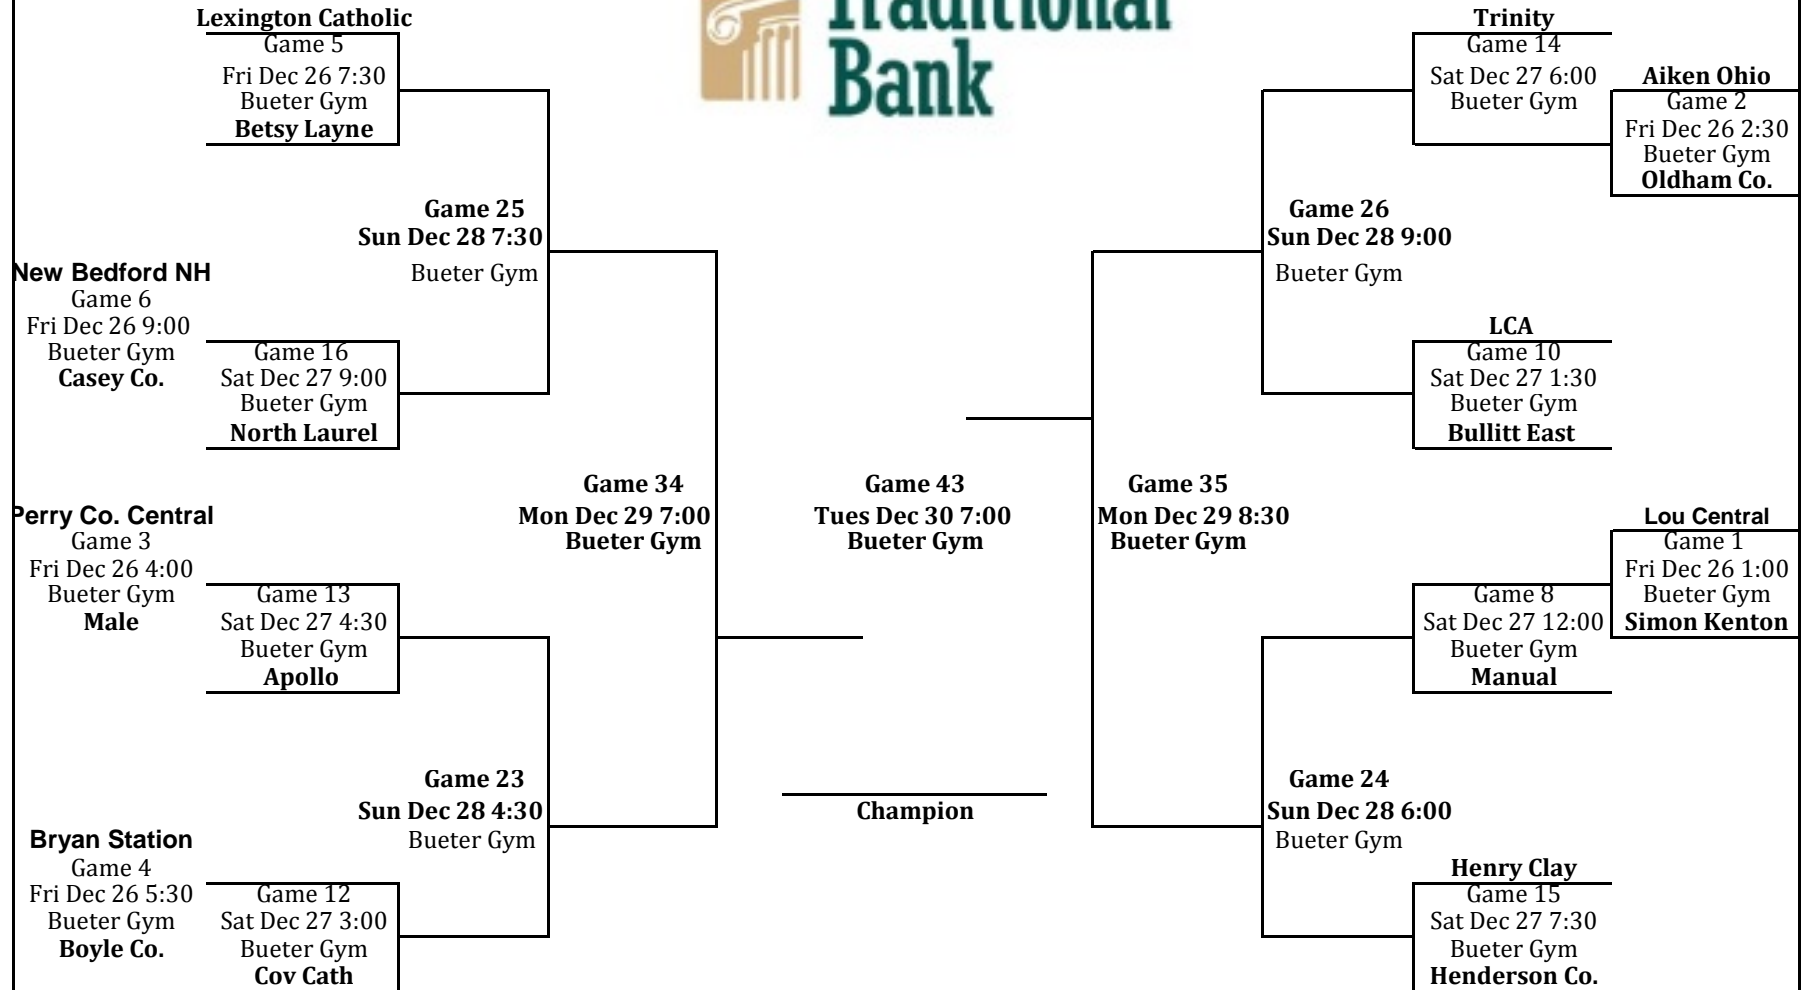 Traditional
Bank
Lexington Catholic
Game 5
Fri Dec 26 7:30
Bueter Gym
Betsy Layne
Game 25
Sun Dec 28 7:30
Bueter Gym
New Bedford NH
Game 6
Fri Dec 26 9:00
Bueter Gym
Casey Co.
Game 16
Sat Dec 27 9:00
Bueter Gym
North Laurel
Game 34
Mon Dec 29 7:00
Bueter Gym
Perry Co. Central
Game 3
Fri Dec 26 4:00
Bueter Gym
Male
Game 13
Sat Dec 27 4:30
Bueter Gym
Apollo
Game 23
Sun Dec 28 4:30
Bueter Gym
Bryan Station
Game 4
Fri Dec 26 5:30
Bueter Gym
Boyle Co.
Game 12
Sat Dec 27 3:00
Bueter Gym
Cov Cath
Game 43
Tues Dec 30 7:00
Bueter Gym
Champion
Trinity
Game 14
Sat Dec 27 6:00
Bueter Gym
Aiken Ohio
Game 2
Fri Dec 26 2:30
Bueter Gym
Oldham Co.
Game 26
Sun Dec 28 9:00
Bueter Gym
LCA
Game 10
Sat Dec 27 1:30
Bueter Gym
Bullitt East
Game 35
Mon Dec 29 8:30
Bueter Gym
Lou Central
Game 1
Fri Dec 26 1:00
Bueter Gym
Simon Kenton
Game 8
Sat Dec 27 12:00
Bueter Gym
Manual
Game 24
Sun Dec 28 6:00
Bueter Gym
Henry Clay
Game 15
Sat Dec 27 7:30
Bueter Gym
Henderson Co.